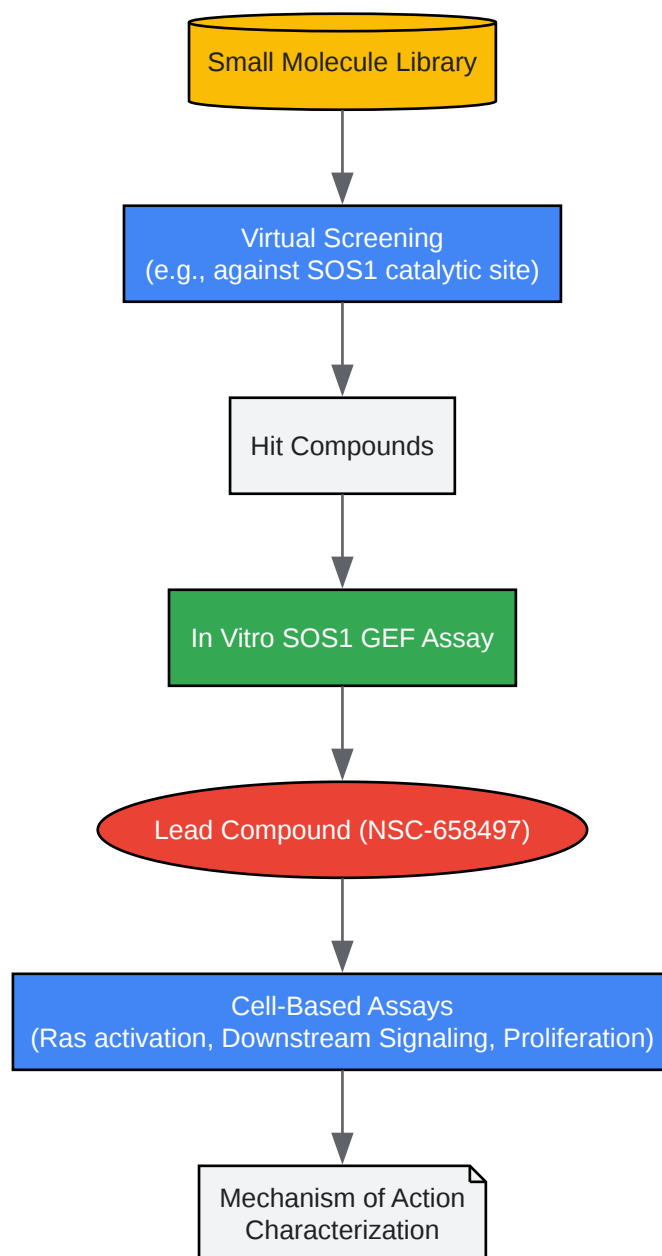 Small Molecule Library
Virtual Screening
(e.g., against SOS1 catalytic site)
Hit Compounds
In Vitro SOS1 GEF Assay
Lead Compound (NSC-658497)
Cell-Based Assays
(Ras activation, Downstream Signaling, Proliferation)
Mechanism of Action
Characterization